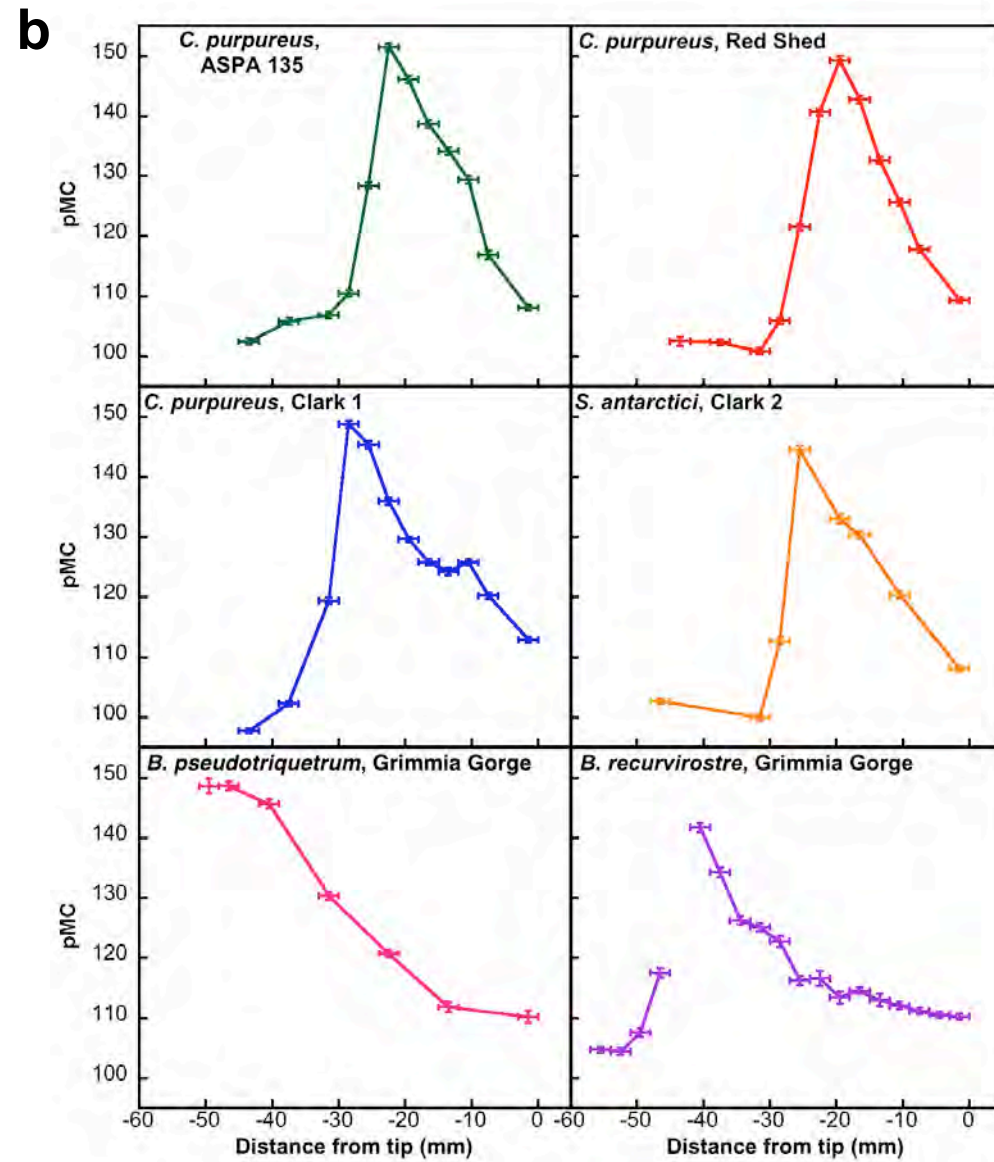 b
C. purpureus,
ASPA 135
C. purpureus, Red Shed
150
140
130
120
110
100
pMC
C. purpureus, Clark 1
S. antarctici, Clark 2
150
140
130
120
110
100
pMC
B. pseudotriquetrum, Grimmia Gorge
B. recurvirostre, Grimmia Gorge
150
140
130
120
110
100
pMC
-60 -50 -40 -30 -20 -10 0 -60 -50 -40 -30 -20 -10 0
Distance from tip (mm) Distance from tip (mm)